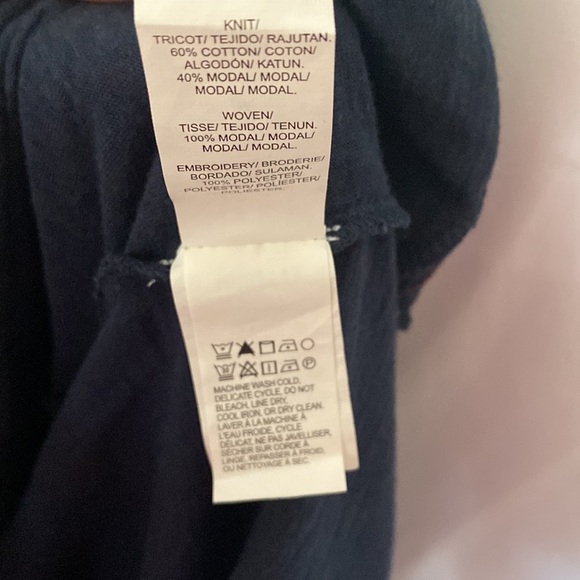 KNIT/
TRICOT/ TEJIDO/ RAJUTAN.
60% COTTON/ COTON/
ALGODÓN/ KATUN.
40% MODAL/ MODAL/
MODAL/ MODAL.
WOVEN/
TISSE/ TEJIDO/ TENUN.
100% MODAL/ MODAL/
MODAL/ MODAL.
EMBROIDERY/ BRODERIE/
BORDADO/ SULAMAN.
100% POLYESTER/
POLYESTER/ POLÍESTER/
POLIESTER.
MACHINE WASH COLD,
DELICATE CYCLE, DO NOT
BLEACH, LINE DRY,
COOL IRON, OR DRY CLEAN.
LAVER À LA MACHINE À
L'EAU FROIDE, CYCLE
DÉLICAT, NE PAS JAVELLISER,
SÉCHER SUR CORDE À
LINGE, REPASSER À FROID,
OU NETTOYAGE À SEC.